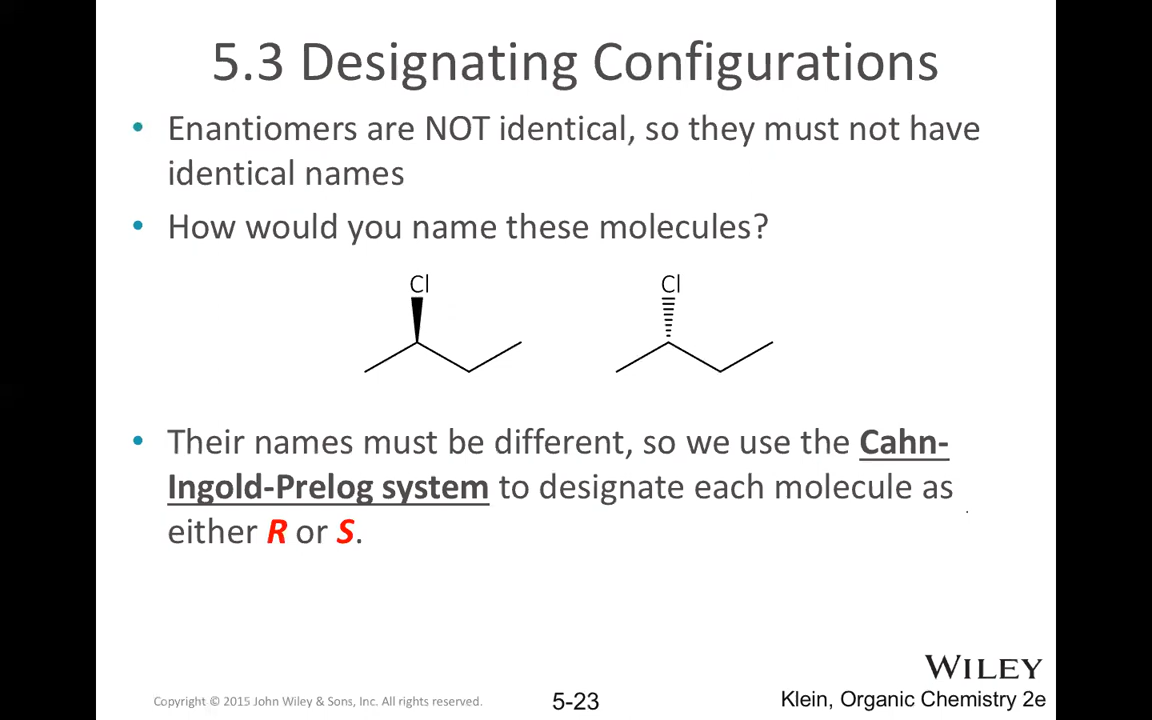 5.3 Designating Configurations
• Enantiomers are NOT identical, so they must not have
identical names
• How would you name these molecules?
Cl Cl
• Their names must be different, so we use the Cahn-
Ingold-Prelog system to designate each molecule as
either R or S.
WILEY
Copyright © 2015 John Wiley & Sons, Inc. All rights reserved. 5-23 Klein, Organic Chemistry 2e